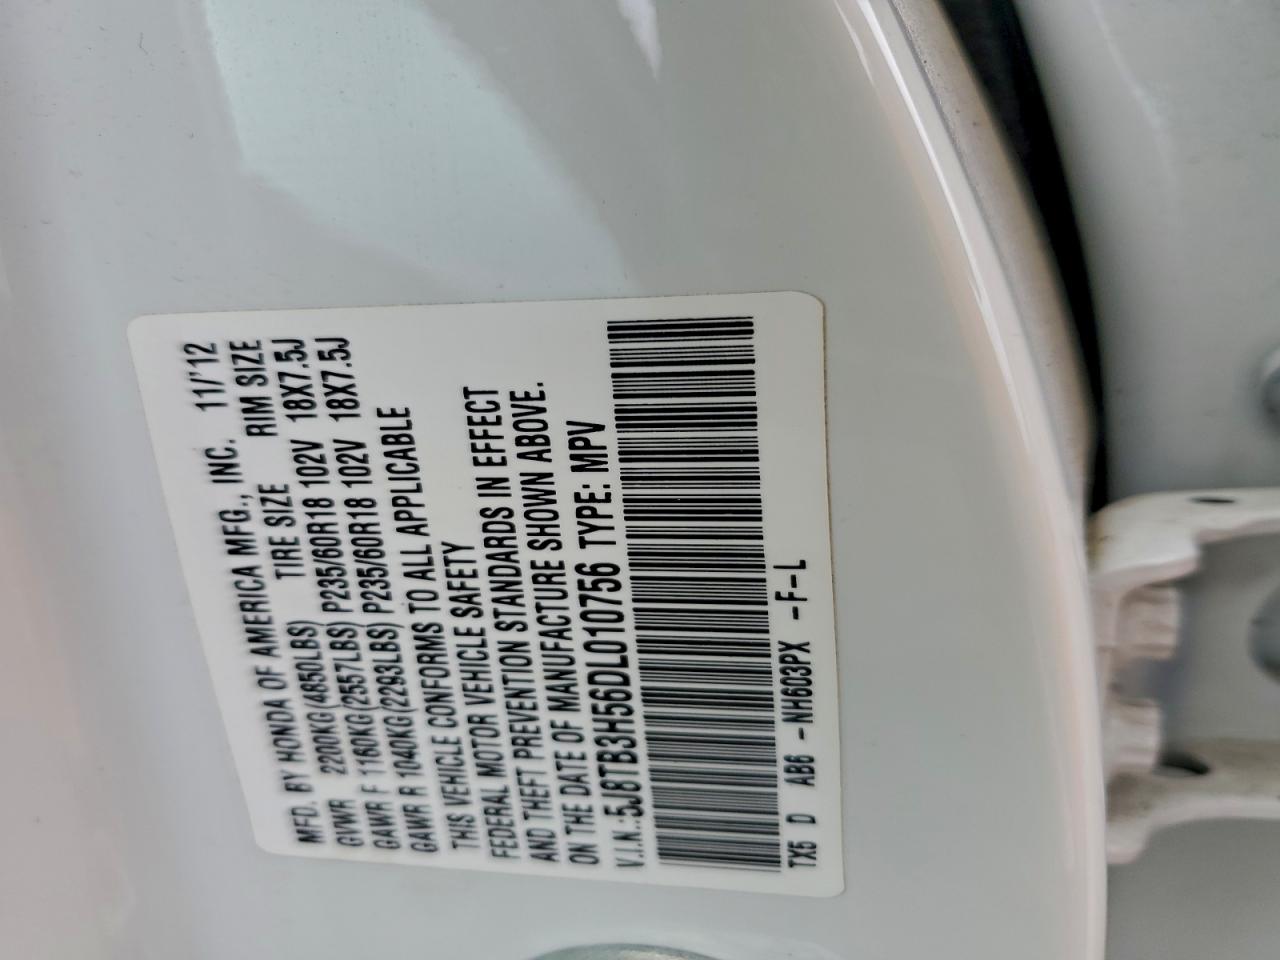 MFD. BY HONDA OF AMERICA MFG., INC. 11/'12
GVWR 2200KG(4850LBS) TIRE SIZE RIM SIZE
GAWR F 1160KG(2557LBS) P235/60R18 102V 18X7.5J
GAWR R 1040KG(2293LBS) P235/60R18 102V 18X7.5J
THIS VEHICLE CONFORMS TO ALL APPLICABLE
FEDERAL MOTOR VEHICLE SAFETY
AND THEFT PREVENTION STANDARDS IN EFFECT
ON THE DATE OF MANUFACTURE SHOWN ABOVE.
V.I.N.:5J8TB3H56DL010756 TYPE: MPV
TX5 D AB6 -NH603PX -F-L